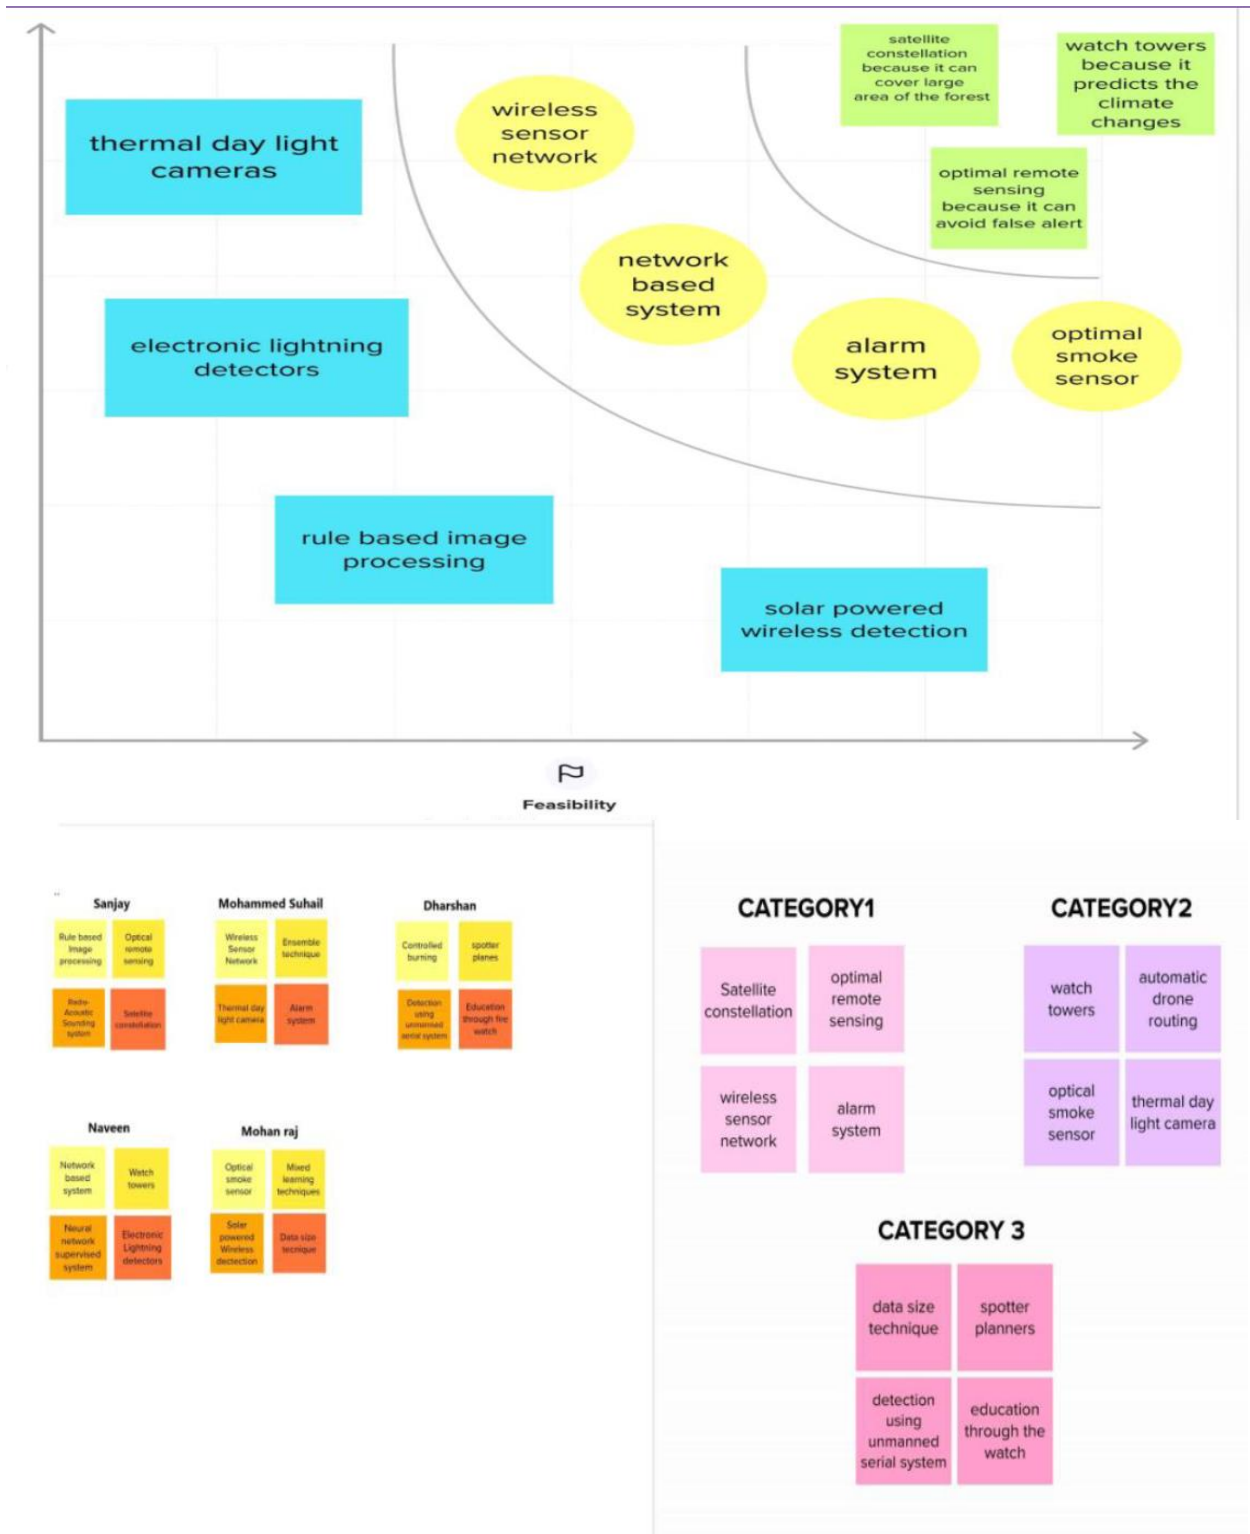 thermal day light
cameras
wireless
sensor
network
satellite
constellation
because it can
cover large
area of the forest
watch towers
because it
predicts the
climate
changes
optimal remote
sensing
because it can
avoid false alert
network
based
system
electronic lightning
detectors
alarm
system
optimal
smoke
sensor
rule based image
processing
solar powered
wireless detection
Feasibility
Sanjay
Rule based
Image
processing
Optical
remote
sensing
Redio-
Acoustic
Sounding
system
Satellite
constellation
Mohammed Suhail
Wireless
Sensor
Network
Ensemble
technique
Thermal day
light camera
Alarm
system
Dharshan
Controlled
burning
spotter
planes
Detection
using
unmanned
serial system
Education
through fire
watch
Naveen
Network
based
system
Watch
towers
Neural
network
supervised
system
Electronic
Lightning
detectors
Mohan raj
Optical
smoke
sensor
Mixed
learning
techniques
Solar
powered
Wireless
dectection
Data size
tecnique
CATEGORY1
Satellite
constellation
optimal
remote
sensing
wireless
sensor
network
alarm
system
CATEGORY2
watch
towers
automatic
drone
routing
optical
smoke
sensor
thermal day
light camera
CATEGORY 3
data size
technique
spotter
planners
detection
using
unmanned
serial system
education
through the
watch